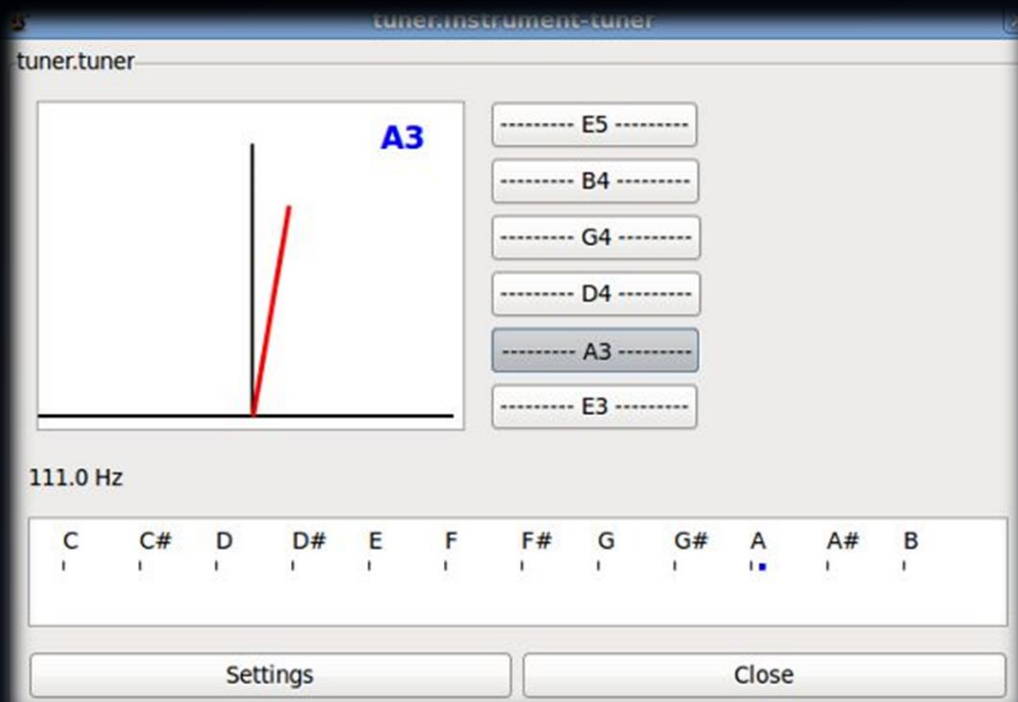 tuner.instrument-tuner
tuner.tuner
A3
--------- E5 ---------
--------- B4 ---------
--------- G4 ---------
--------- D4 ---------
--------- A3 ---------
--------- E3 ---------
111.0 Hz
C C# D D# E F F# G G# A A# B
Settings Close